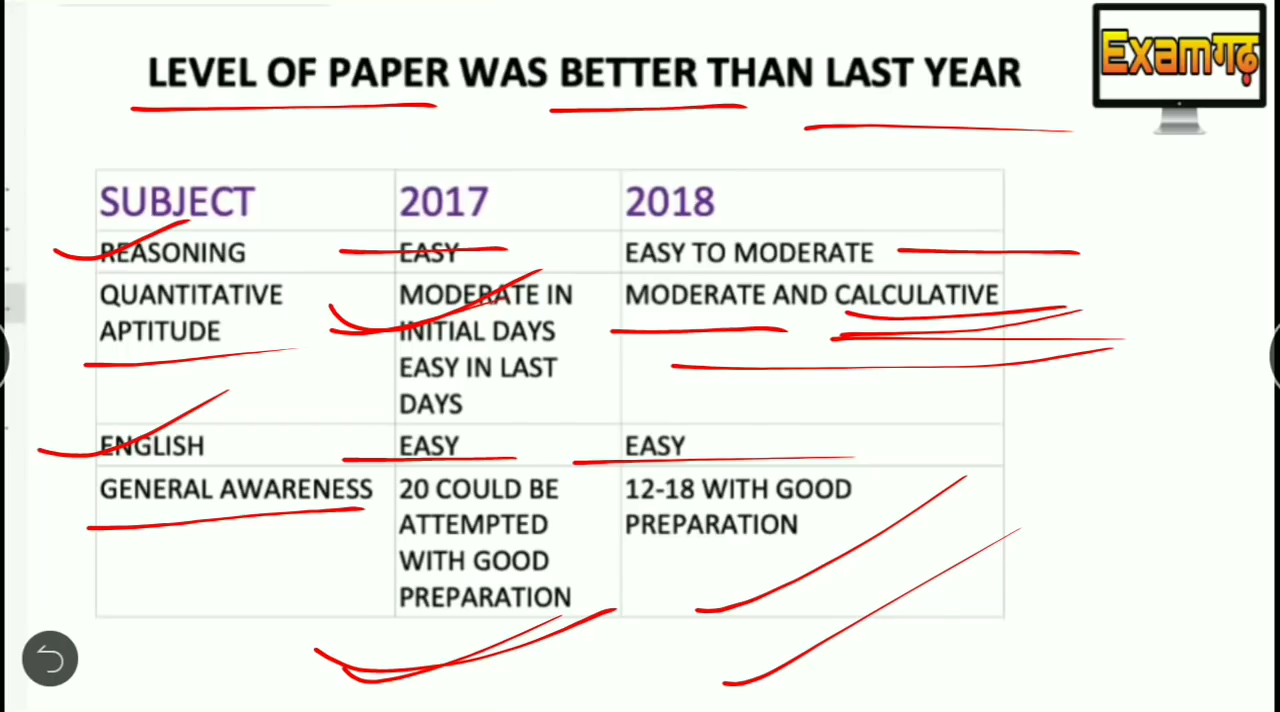 LEVEL OF PAPER WAS BETTER THAN LAST YEAR
Examगढ़
SUBJECT 2017 2018
REASONING EASY EASY TO MODERATE
QUANTITATIVE APTITUDE
MODERATE IN
INITIAL DAYS
EASY IN LAST
DAYS
MODERATE AND CALCULATIVE
ENGLISH EASY EASY
GENERAL AWARENESS
20 COULD BE
ATTEMPTED
WITH GOOD
PREPARATION
12-18 WITH GOOD
PREPARATION